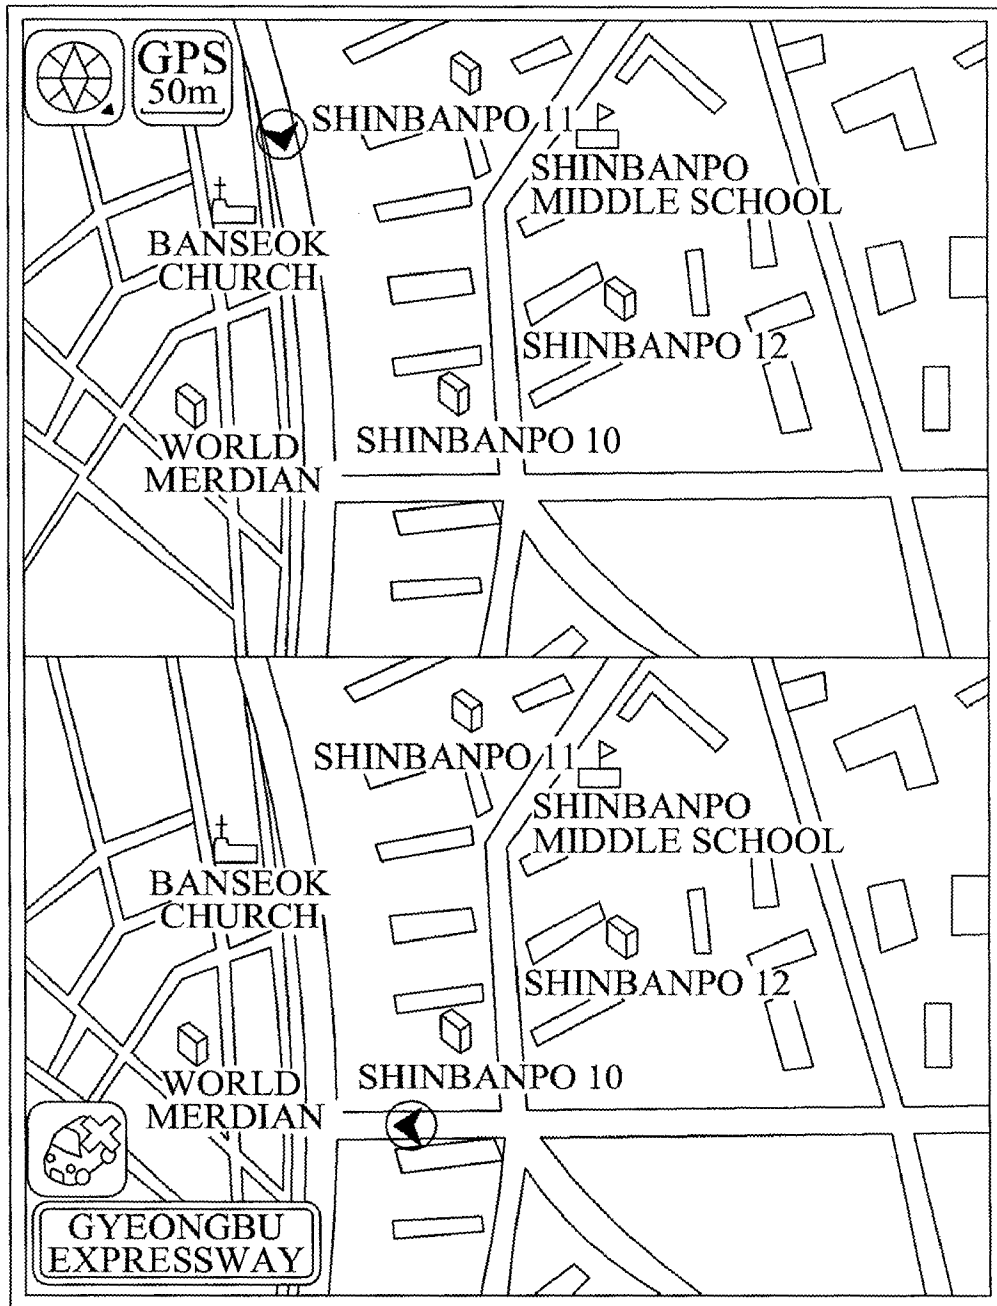 GPS
50m
SHINBANPO 11
SHINBANPO
MIDDLE SCHOOL
BANSEOK
CHURCH
SHINBANPO 12
SHINBANPO 10
WORLD
MERDIAN
SHINBANPO 11
SHINBANPO
MIDDLE SCHOOL
BANSEOK
CHURCH
SHINBANPO 12
SHINBANPO 10
WORLD
MERDIAN
GYEONGBU
EXPRESSWAY